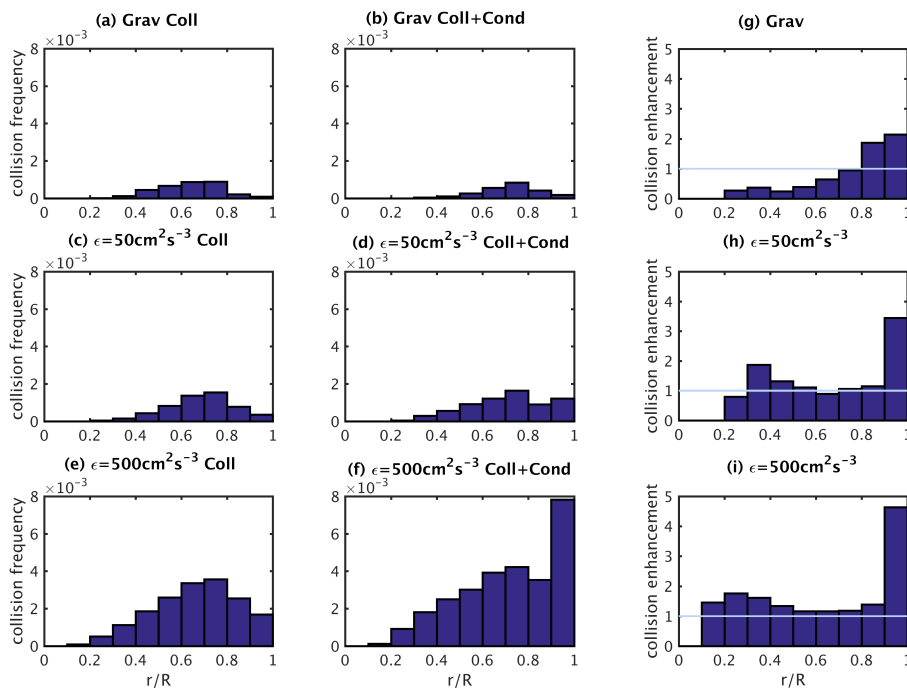 (a) Grav Coll
(b) Grav Coll+Cond
(g) Grav
×10⁻³
collision frequency
8
6
4
2
0
0 0.2 0.4 0.6 0.8 1
×10⁻³
collision frequency
8
6
4
2
0
0 0.2 0.4 0.6 0.8 1
collision enhancement
5
4
3
2
1
0
0 0.2 0.4 0.6 0.8 1
(c) ϵ=50cm²s⁻³ Coll
(d) ϵ=50cm²s⁻³ Coll+Cond
(h) ϵ=50cm²s⁻³
×10⁻³
collision frequency
8
6
4
2
0
0 0.2 0.4 0.6 0.8 1
×10⁻³
collision frequency
8
6
4
2
0
0 0.2 0.4 0.6 0.8 1
collision enhancement
5
4
3
2
1
0
0 0.2 0.4 0.6 0.8 1
(e) ϵ=500cm²s⁻³ Coll
(f) ϵ=500cm²s⁻³ Coll+Cond
(i) ϵ=500cm²s⁻³
×10⁻³
collision frequency
8
6
4
2
0
0 0.2 0.4 0.6 0.8 1
r/R
×10⁻³
collision frequency
8
6
4
2
0
0 0.2 0.4 0.6 0.8 1
r/R
collision enhancement
5
4
3
2
1
0
0 0.2 0.4 0.6 0.8 1
r/R